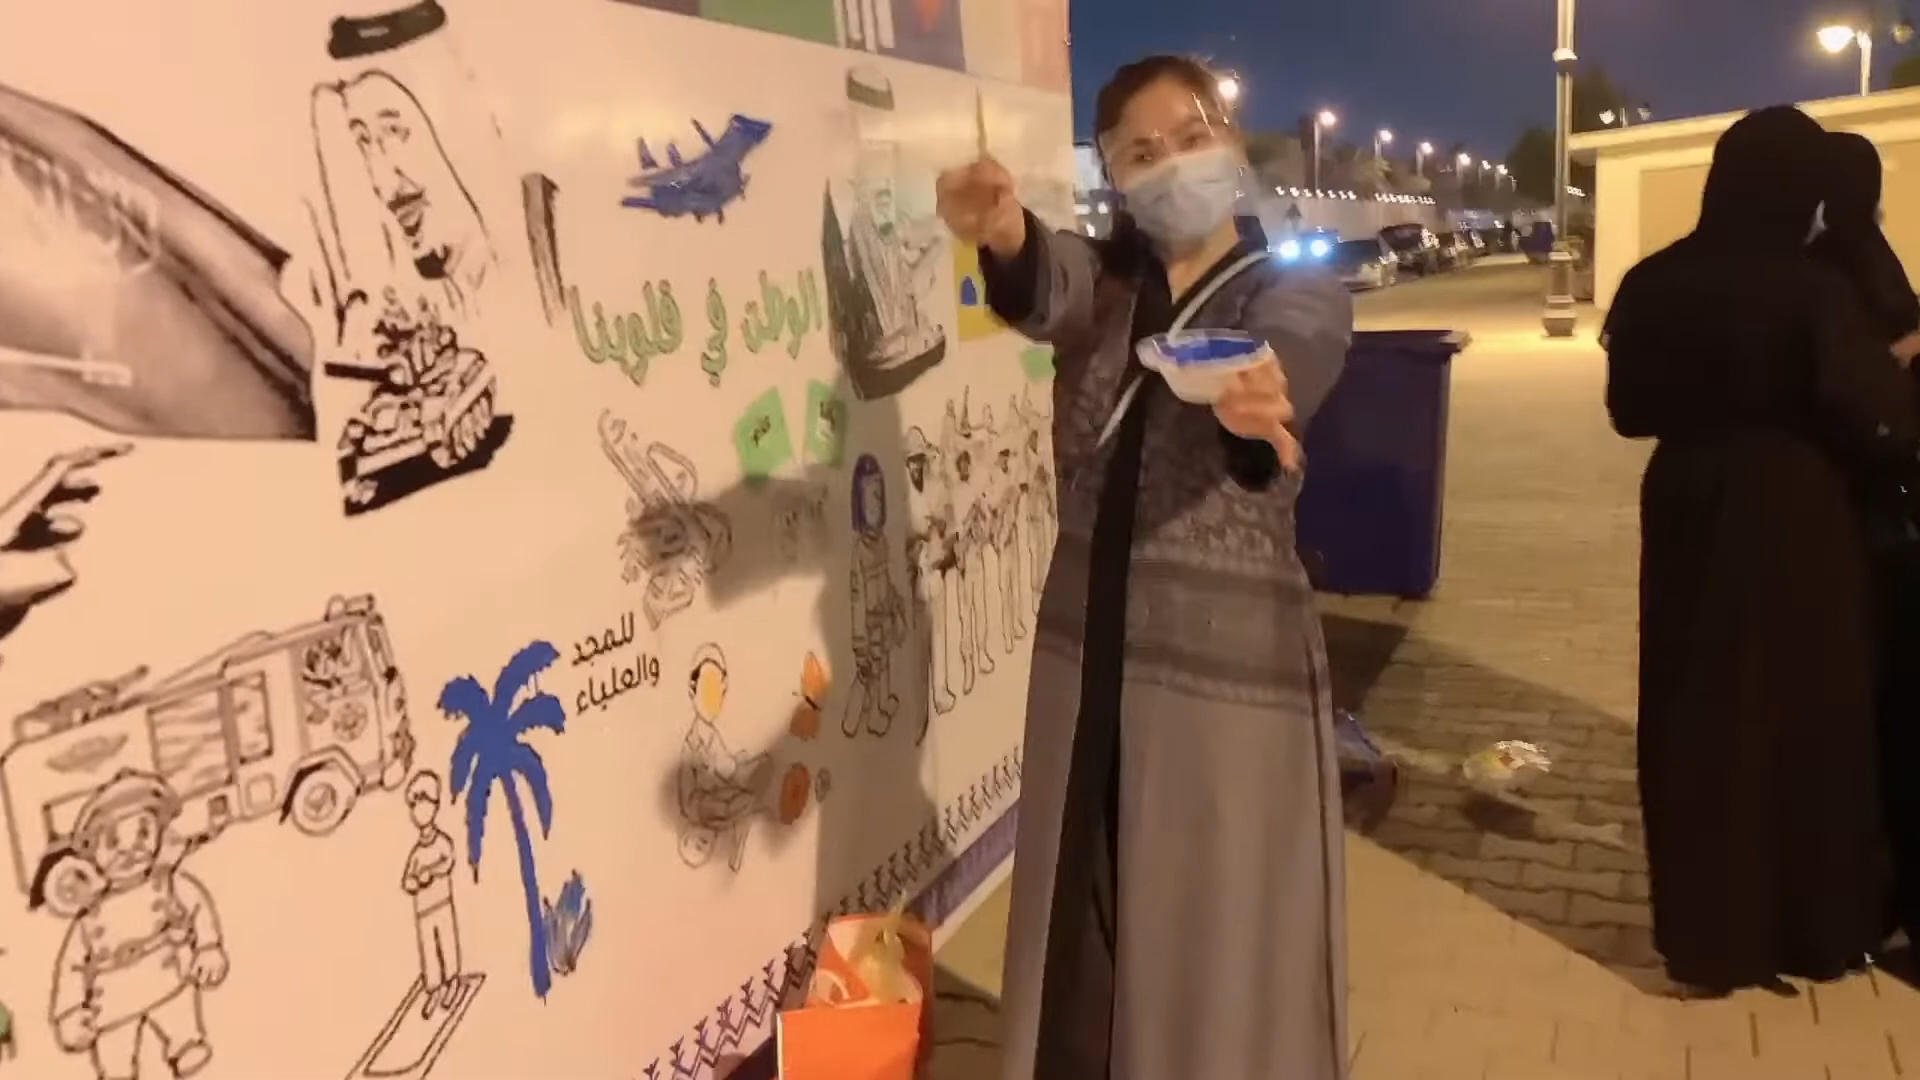 الوطن في قلوبنا
للمجد
والعلياء